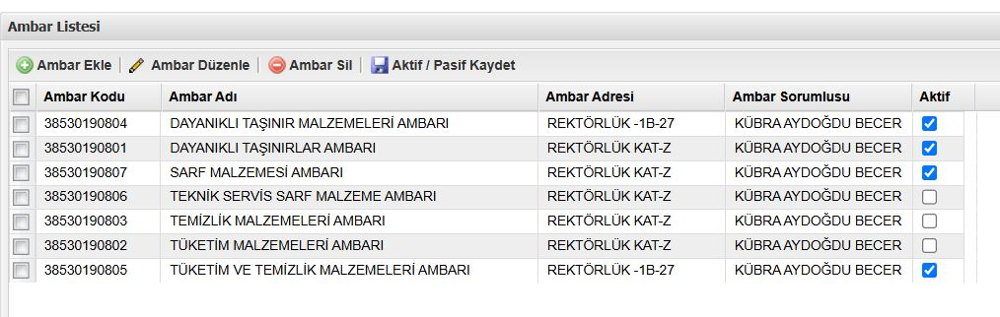 Ambar Listesi
Ambar Ekle Ambar Düzenle Ambar Sil Aktif / Pasif Kaydet
Ambar Kodu Ambar Adı Ambar Adresi Ambar Sorumlusu Aktif
38530190804 DAYANIKLI TAŞINIR MALZEMELERİ AMBARI REKTÖRLÜK -1B-27 KÜBRA AYDOĞDU BECER
38530190801 DAYANIKLI TAŞINIRLAR AMBARI REKTÖRLÜK KAT-Z KÜBRA AYDOĞDU BECER
38530190807 SARF MALZEMESİ AMBARI REKTÖRLÜK KAT-Z KÜBRA AYDOĞDU BECER
38530190806 TEKNİK SERVİS SARF MALZEME AMBARI REKTÖRLÜK KAT-Z KÜBRA AYDOĞDU BECER
38530190803 TEMİZLİK MALZEMELERİ AMBARI REKTÖRLÜK KAT-Z KÜBRA AYDOĞDU BECER
38530190802 TÜKETİM MALZEMELERİ AMBARI REKTÖRLÜK KAT-Z KÜBRA AYDOĞDU BECER
38530190805 TÜKETİM VE TEMİZLİK MALZEMELERİ AMBARI REKTÖRLÜK -1B-27 KÜBRA AYDOĞDU BECER